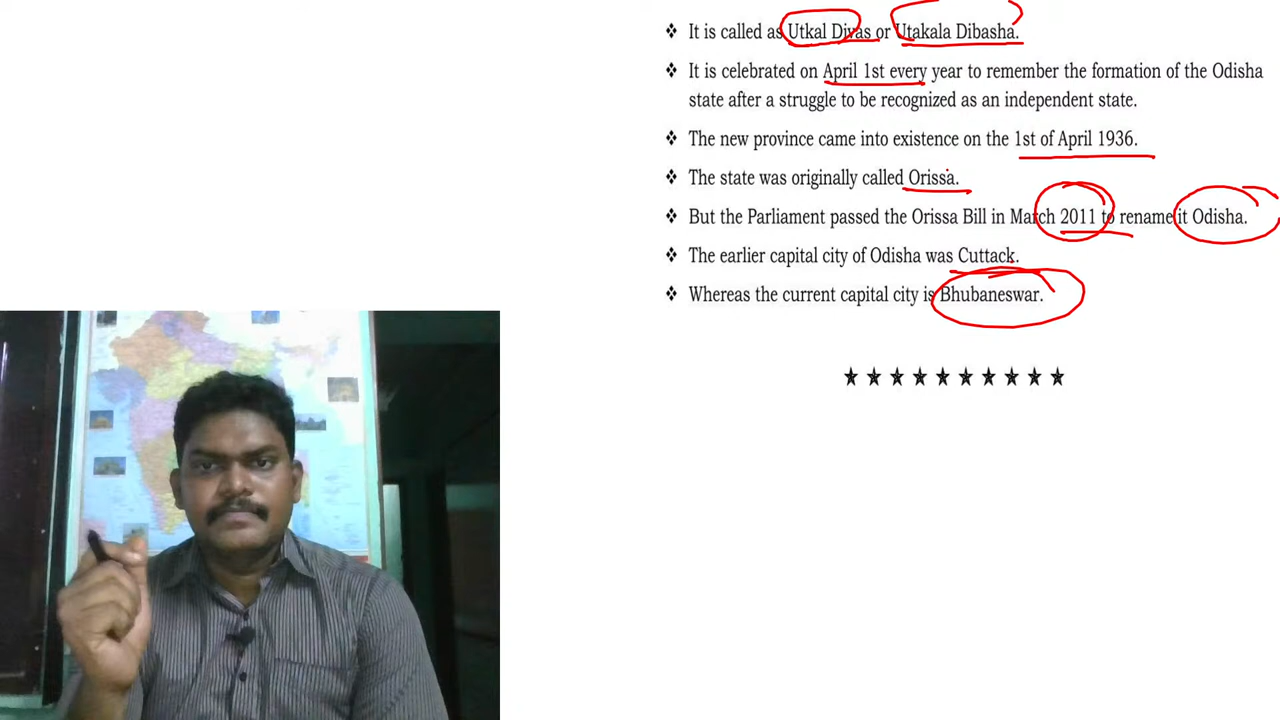 ❖ It is called as Utkal Divas or Utakala Dibasha.
❖ It is celebrated on April 1st every year to remember the formation of the Odisha
state after a struggle to be recognized as an independent state.
❖ The new province came into existence on the 1st of April 1936.
❖ The state was originally called Orissa.
❖ But the Parliament passed the Orissa Bill in March 2011 to rename it Odisha.
❖ The earlier capital city of Odisha was Cuttack.
❖ Whereas the current capital city is Bhubaneswar.